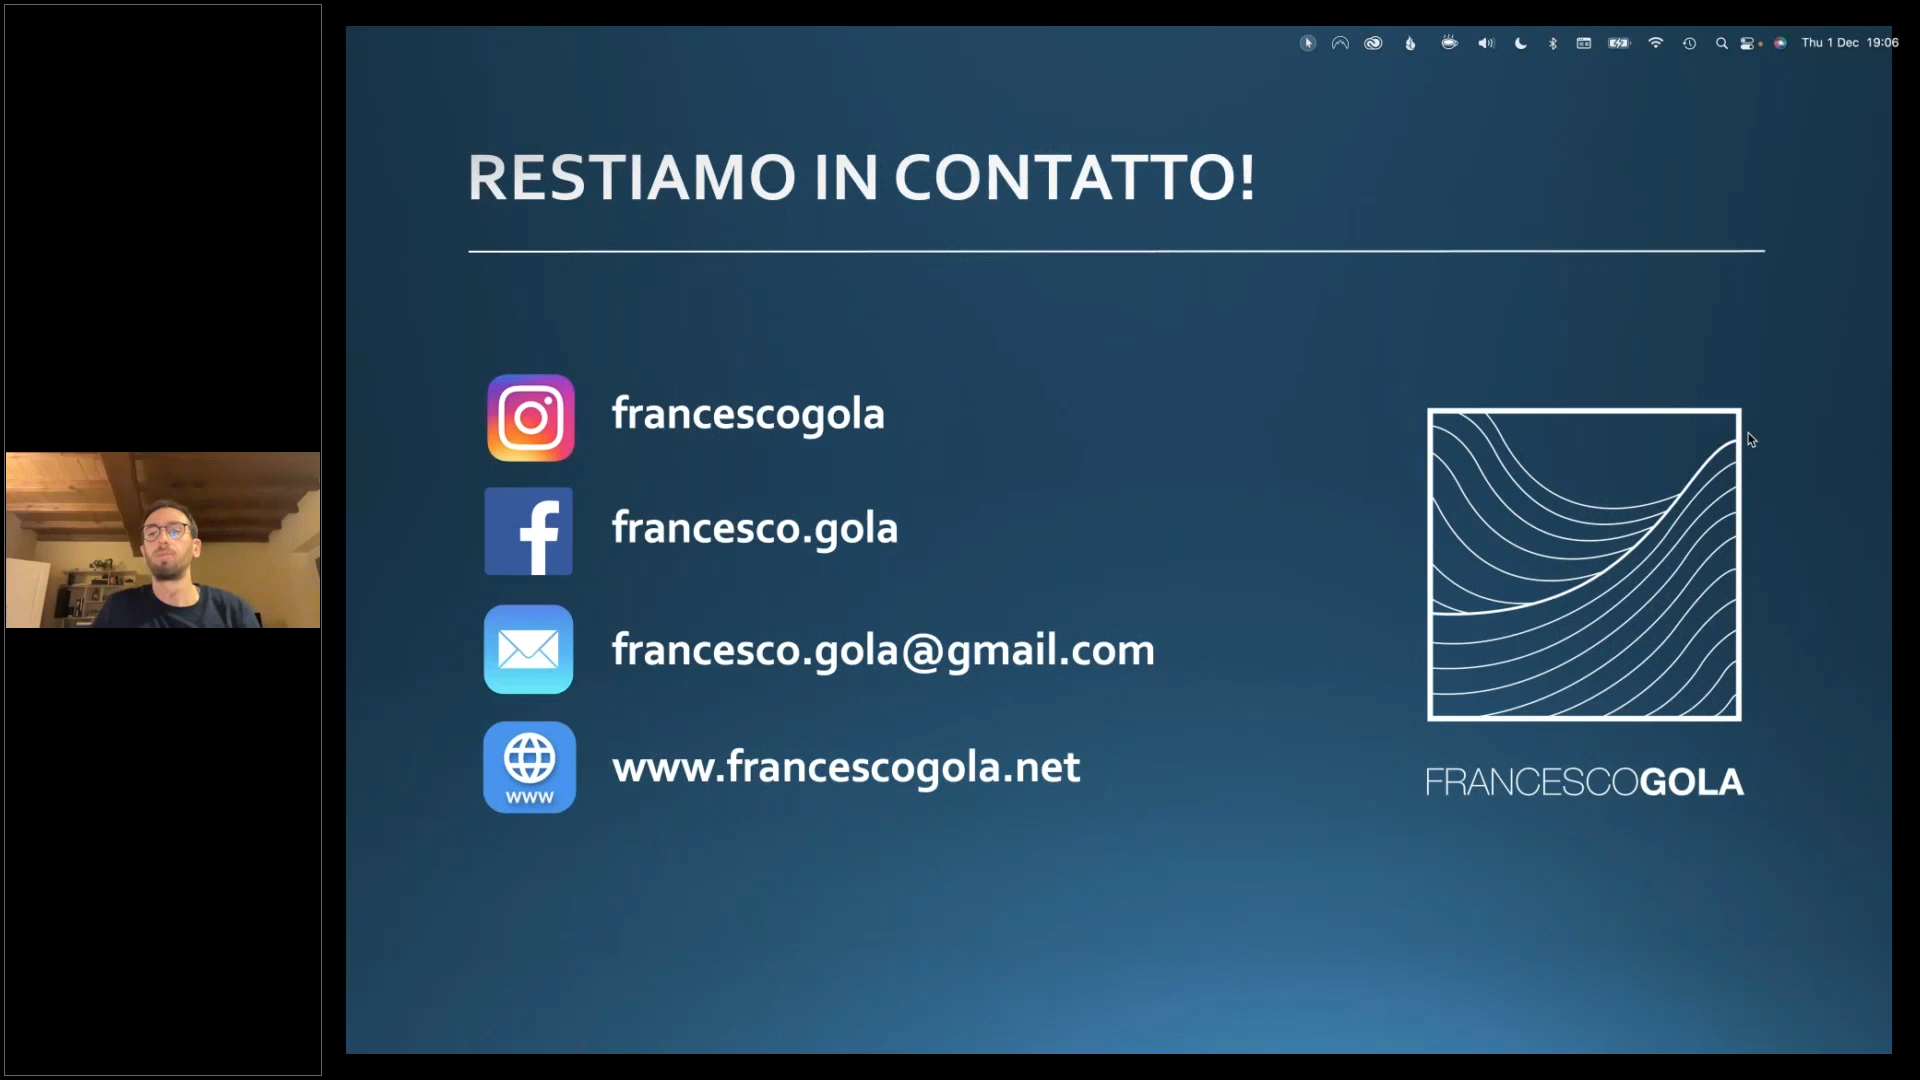 Thu 1 Dec 19:06
RESTIAMO IN CONTATTO!
francescogola
francesco.gola
francesco.gola@gmail.com
www
www.francescogola.net
FRANCESCOGOLA